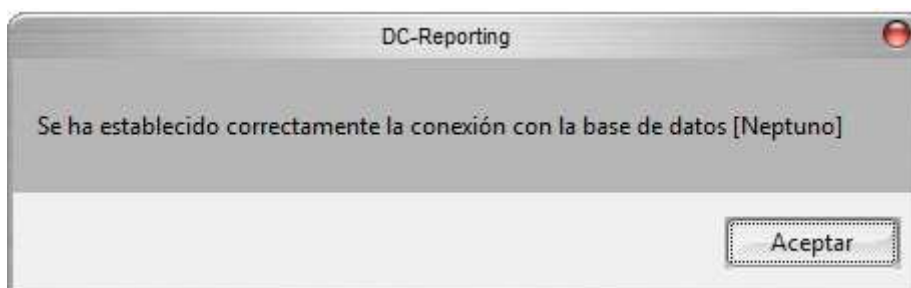 DC-Reporting
Se ha establecido correctamente la conexión con la base de datos [Neptuno]
Aceptar